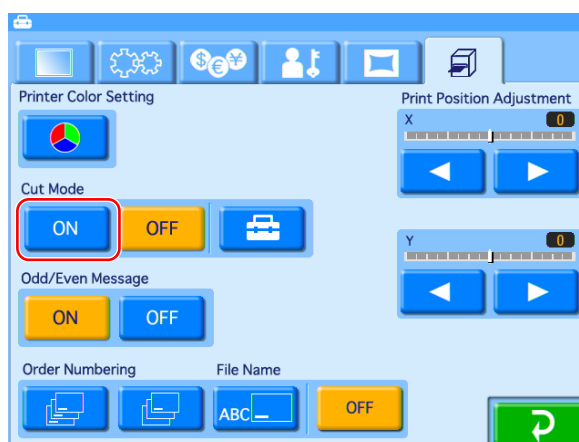 $€¥
Printer Color Setting
Print Position Adjustment
X 0
Cut Mode
ON OFF
Y 0
Odd/Even Message
ON OFF
Order Numbering File Name
ABC_ OFF